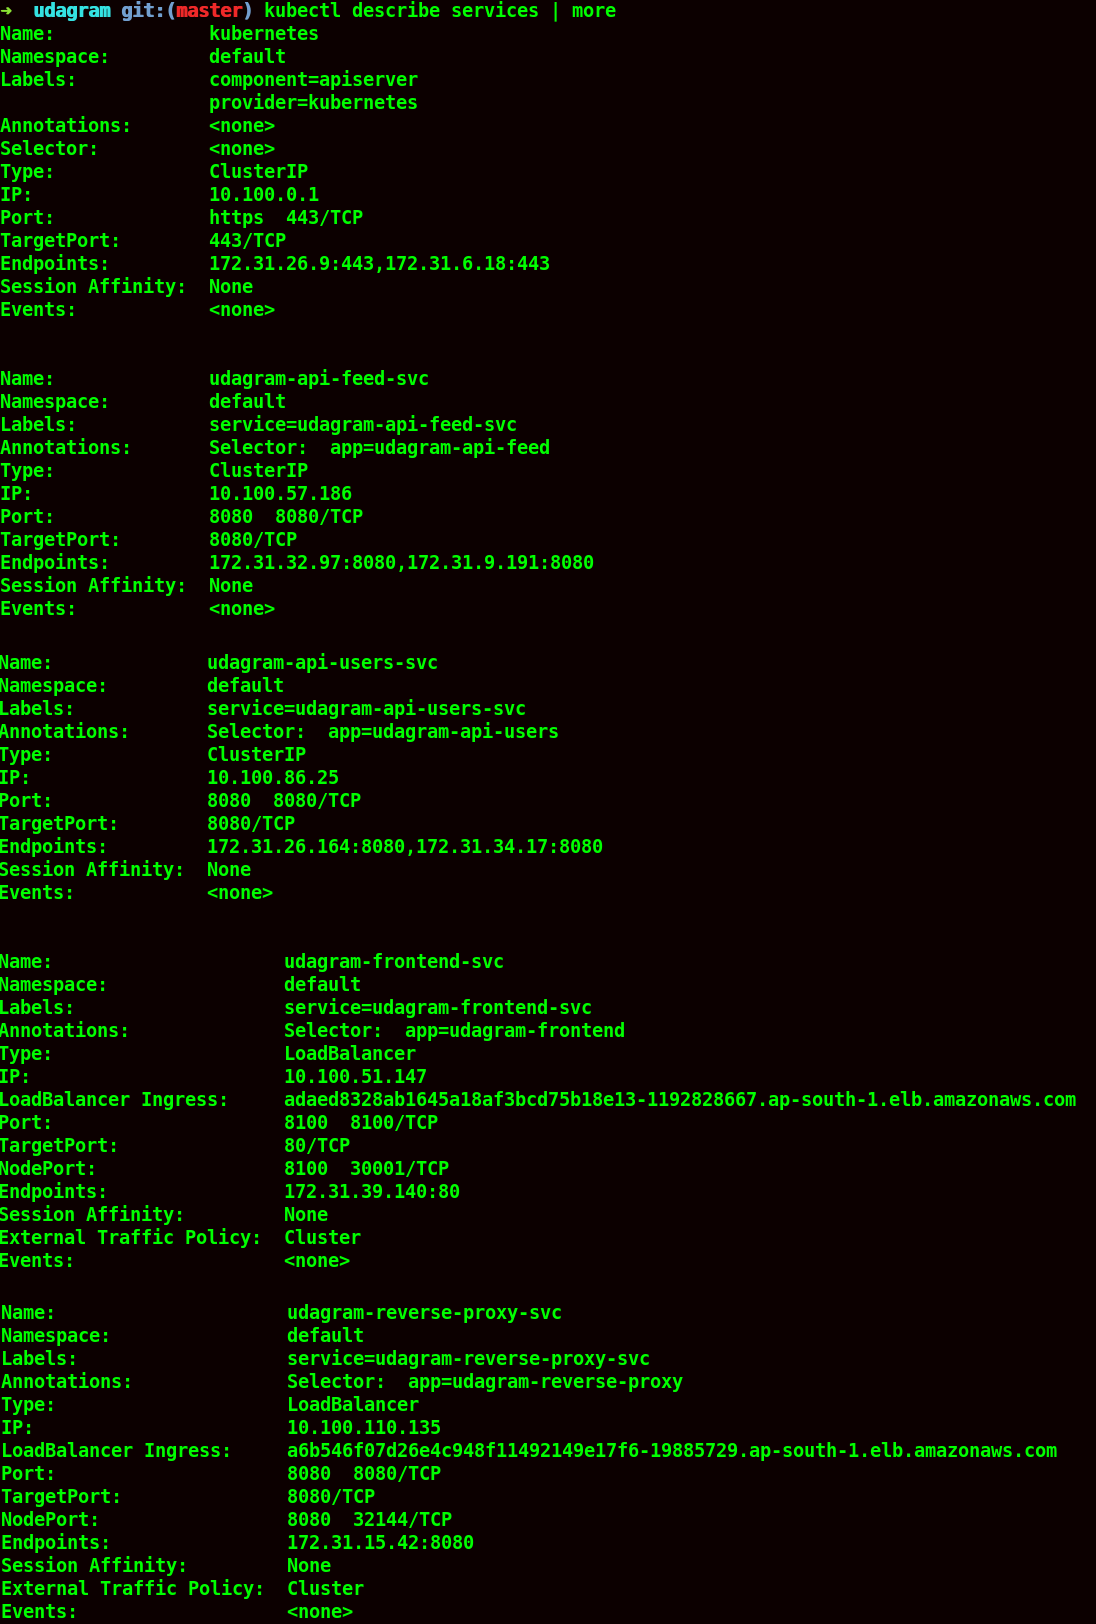 ➜  udagram git:(master) kubectl describe services | more
Name:              kubernetes
Namespace:         default
Labels:            component=apiserver
                   provider=kubernetes
Annotations:       <none>
Selector:          <none>
Type:              ClusterIP
IP:                10.100.0.1
Port:              https  443/TCP
TargetPort:        443/TCP
Endpoints:         172.31.26.9:443,172.31.6.18:443
Session Affinity:  None
Events:            <none>
Name:              udagram-api-feed-svc
Namespace:         default
Labels:            service=udagram-api-feed-svc
Annotations:       Selector:  app=udagram-api-feed
Type:              ClusterIP
IP:                10.100.57.186
Port:              8080  8080/TCP
TargetPort:        8080/TCP
Endpoints:         172.31.32.97:8080,172.31.9.191:8080
Session Affinity:  None
Events:            <none>
Name:              udagram-api-users-svc
Namespace:         default
Labels:            service=udagram-api-users-svc
Annotations:       Selector:  app=udagram-api-users
Type:              ClusterIP
IP:                10.100.86.25
Port:              8080  8080/TCP
TargetPort:        8080/TCP
Endpoints:         172.31.26.164:8080,172.31.34.17:8080
Session Affinity:  None
Events:            <none>
Name:                     udagram-frontend-svc
Namespace:                default
Labels:                   service=udagram-frontend-svc
Annotations:              Selector:  app=udagram-frontend
Type:                     LoadBalancer
IP:                       10.100.51.147
LoadBalancer Ingress:     adaed8328ab1645a18af3bcd75b18e13-1192828667.ap-south-1.elb.amazonaws.com
Port:                     8100  8100/TCP
TargetPort:               80/TCP
NodePort:                 8100  30001/TCP
Endpoints:                172.31.39.140:80
Session Affinity:         None
External Traffic Policy:  Cluster
Events:                   <none>
Name:                     udagram-reverse-proxy-svc
Namespace:                default
Labels:                   service=udagram-reverse-proxy-svc
Annotations:              Selector:  app=udagram-reverse-proxy
Type:                     LoadBalancer
IP:                       10.100.110.135
LoadBalancer Ingress:     a6b546f07d26e4c948f11492149e17f6-19885729.ap-south-1.elb.amazonaws.com
Port:                     8080  8080/TCP
TargetPort:               8080/TCP
NodePort:                 8080  32144/TCP
Endpoints:                172.31.15.42:8080
Session Affinity:         None
External Traffic Policy:  Cluster
Events:                   <none>